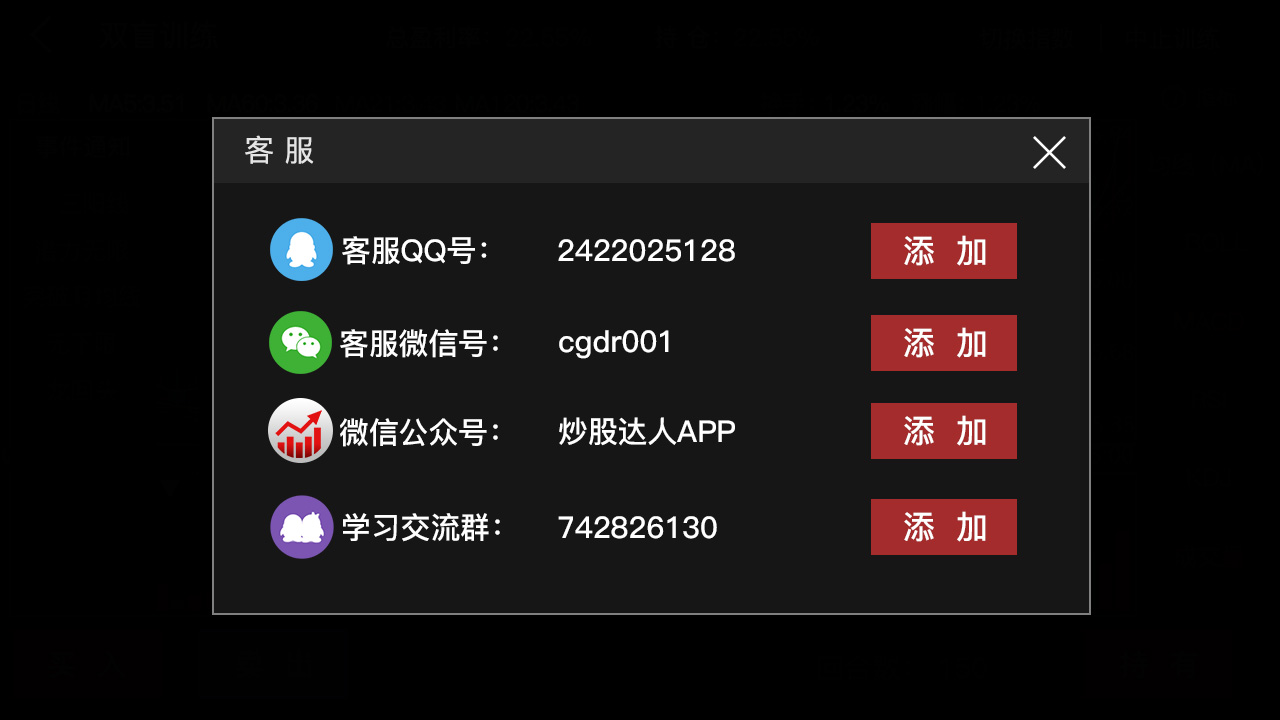 客 服
客服QQ号： 2422025128 添 加
客服微信号： cgdr001 添 加
微信公众号： 炒股达人APP 添 加
学习交流群： 742826130 添 加